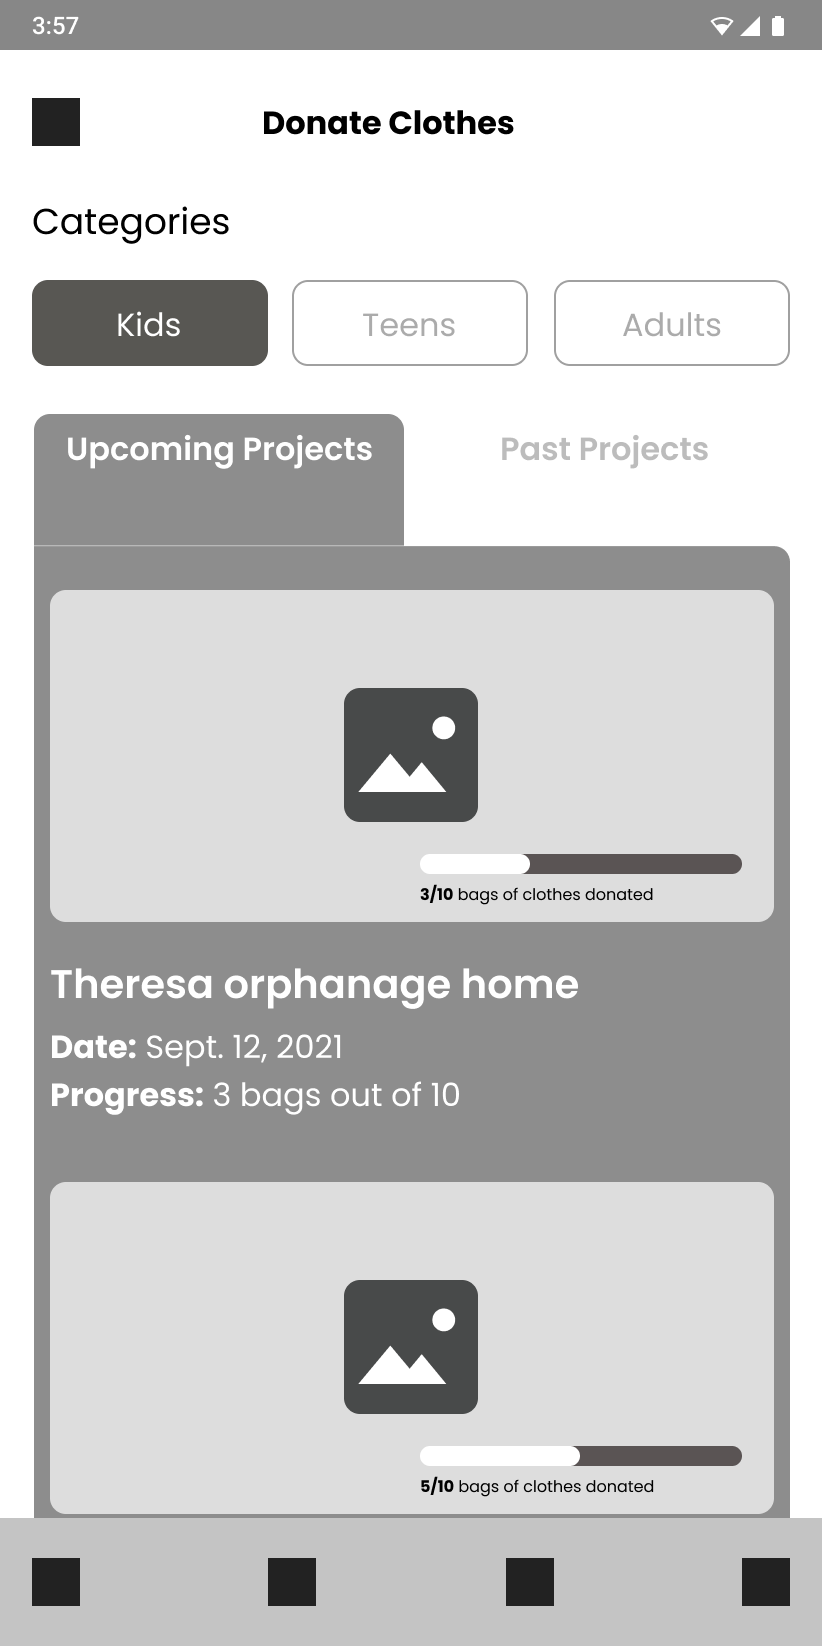 3:57
Donate Clothes
Categories
Kids Teens Adults
Upcoming Projects Past Projects
3/10 bags of clothes donated
Theresa orphanage home
Date: Sept. 12, 2021
Progress: 3 bags out of 10
5/10 bags of clothes donated